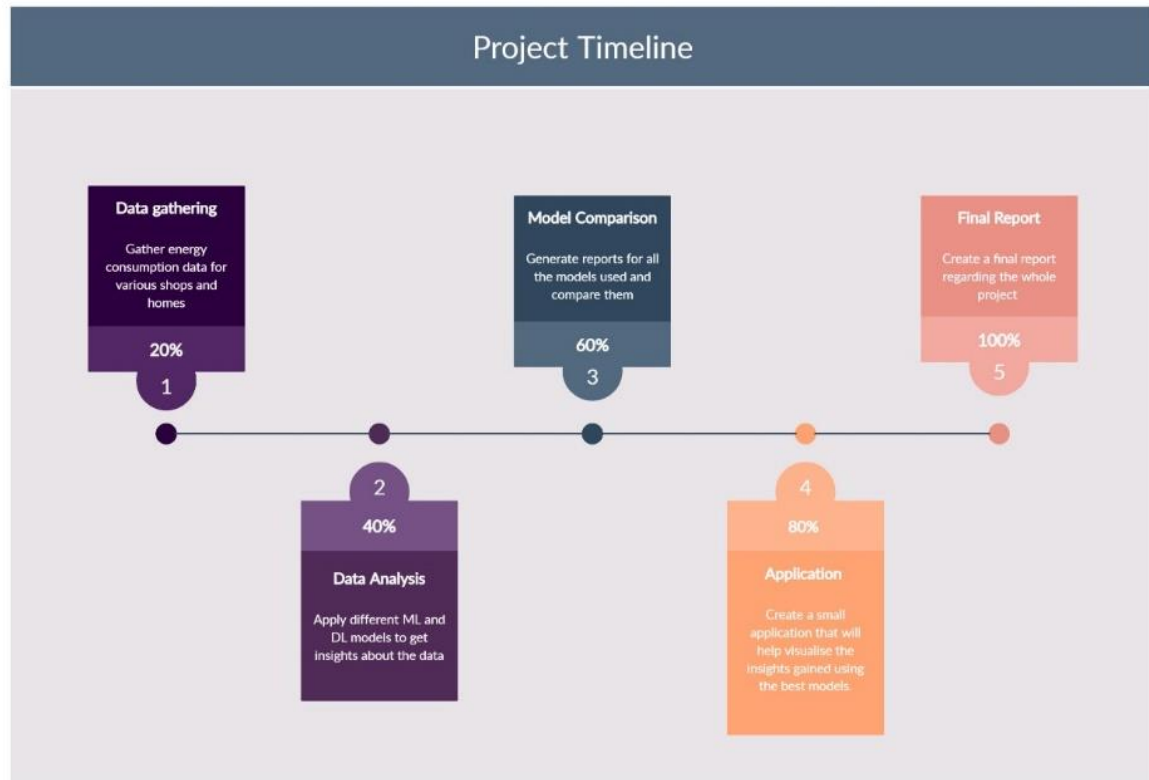 Project Timeline
Data gathering
Gather energy
consumption data for
various shops and
homes
20%
1
2
40%
Data Analysis
Apply different ML and
DL models to get
insights about the data
Model Comparison
Generate reports for all
the models used and
compare them
60%
3
4
80%
Application
Create a small
application that will
help visualise the
insights gained using
the best models.
Final Report
Create a final report
regarding the whole
project
100%
5